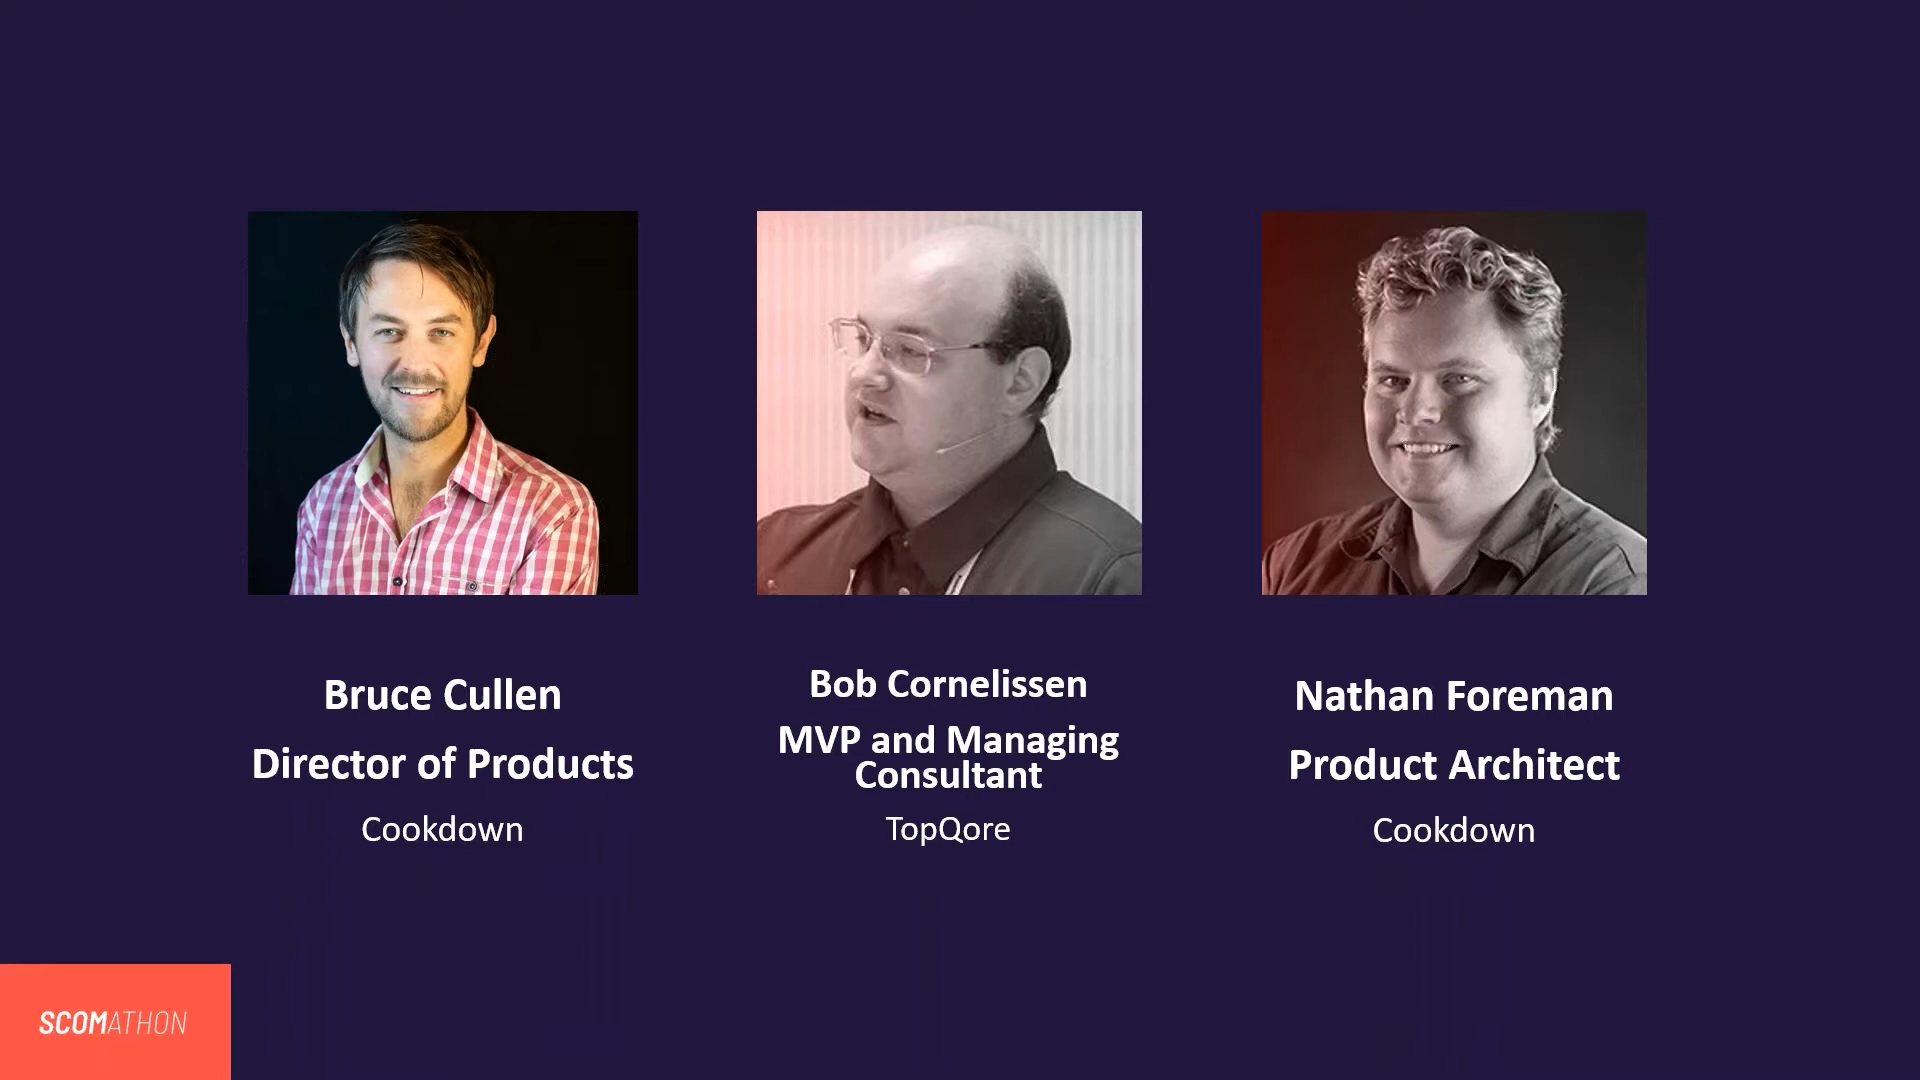 Bruce Cullen
Director of Products
Cookdown
Bob Cornelissen
MVP and Managing
Consultant
TopQore
Nathan Foreman
Product Architect
Cookdown
SCOMATHON